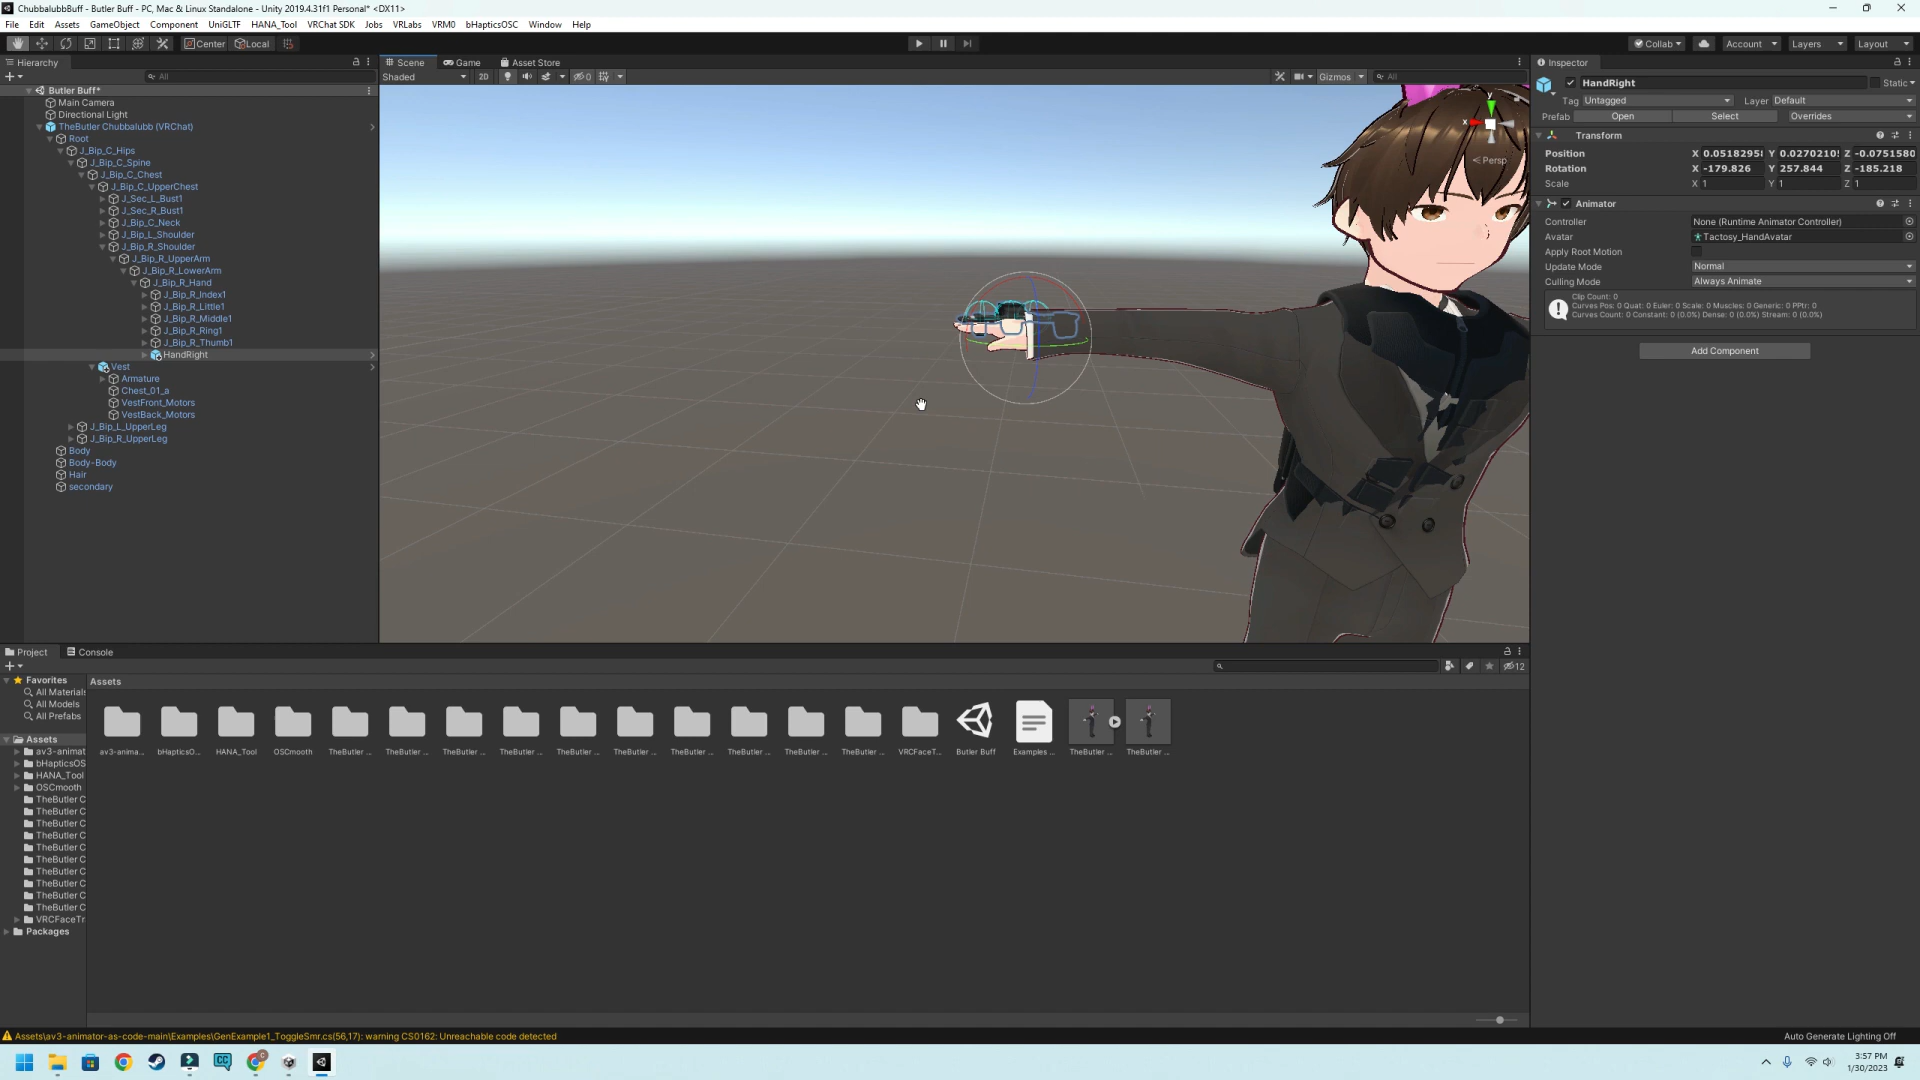 ChubbalubbBuff - Butler Buff - PC, Mac & Linux Standalone - Unity 2019.4.31f1 Personal* <DX11>
File Edit Assets GameObject Component UniGLTF HANA_Tool VRChat SDK Jobs VRLabs VRM0 bHapticsOSC Window Help
Center Local Collab Account Layers Layout
Hierarchy
All
Butler Buff*
Main Camera
Directional Light
TheButler Chubbalubb (VRChat)
Root
J_Bip_C_Hips
J_Bip_C_Spine
J_Bip_C_Chest
J_Bip_C_UpperChest
J_Sec_L_Bust1
J_Sec_R_Bust1
J_Bip_C_Neck
J_Bip_L_Shoulder
J_Bip_R_Shoulder
J_Bip_R_UpperArm
J_Bip_R_LowerArm
J_Bip_R_Hand
J_Bip_R_Index1
J_Bip_R_Little1
J_Bip_R_Middle1
J_Bip_R_Ring1
J_Bip_R_Thumb1
HandRight
Vest
Armature
Chest_01_a
VestFront_Motors
VestBack_Motors
J_Bip_L_UpperLeg
J_Bip_R_UpperLeg
Body
Body-Body
Hair
secondary
Scene Game Asset Store
Shaded 2D 0 Gizmos All
y
x
< Persp
Inspector
HandRight Static
Tag Untagged Layer Default
Prefab Open Select Overrides
Transform
Position X 0.0518295 Y 0.0270210 Z -0.0751580
Rotation X -179.826 Y 257.844 Z -185.218
Scale X 1 Y 1 Z 1
Animator
Controller None (Runtime Animator Controller)
Avatar Tactosy_HandAvatar
Apply Root Motion
Update Mode Normal
Culling Mode Always Animate
Clip Count: 0
Curves Pos: 0 Quat: 0 Euler: 0 Scale: 0 Muscles: 0 Generic: 0 PPtr: 0
Curves Count: 0 Constant: 0 (0.0%) Dense: 0 (0.0%) Stream: 0 (0.0%)
Add Component
Project Console
12
Favorites
All Materials
All Models
All Prefabs
Assets
av3-animat
bHapticsOS
HANA_Tool
OSCmooth
TheButler C
TheButler C
TheButler C
TheButler C
TheButler C
TheButler C
TheButler C
TheButler C
TheButler C
TheButler C
VRCFaceTr
Packages
Assets
av3-anima... bHapticsO... HANA_Tool OSCmooth TheButler ... TheButler ... TheButler ... TheButler ... TheButler ... TheButler ... TheButler ... TheButler ... TheButler ... TheButler ... VRCFaceT... Butler Buff Examples ... TheButler ... TheButler ...
Assets\av3-animator-as-code-main\Examples\GenExample1_ToggleSmr.cs(56,17): warning CS0162: Unreachable code detected
Auto Generate Lighting Off
CC
3:57 PM
1/30/2023